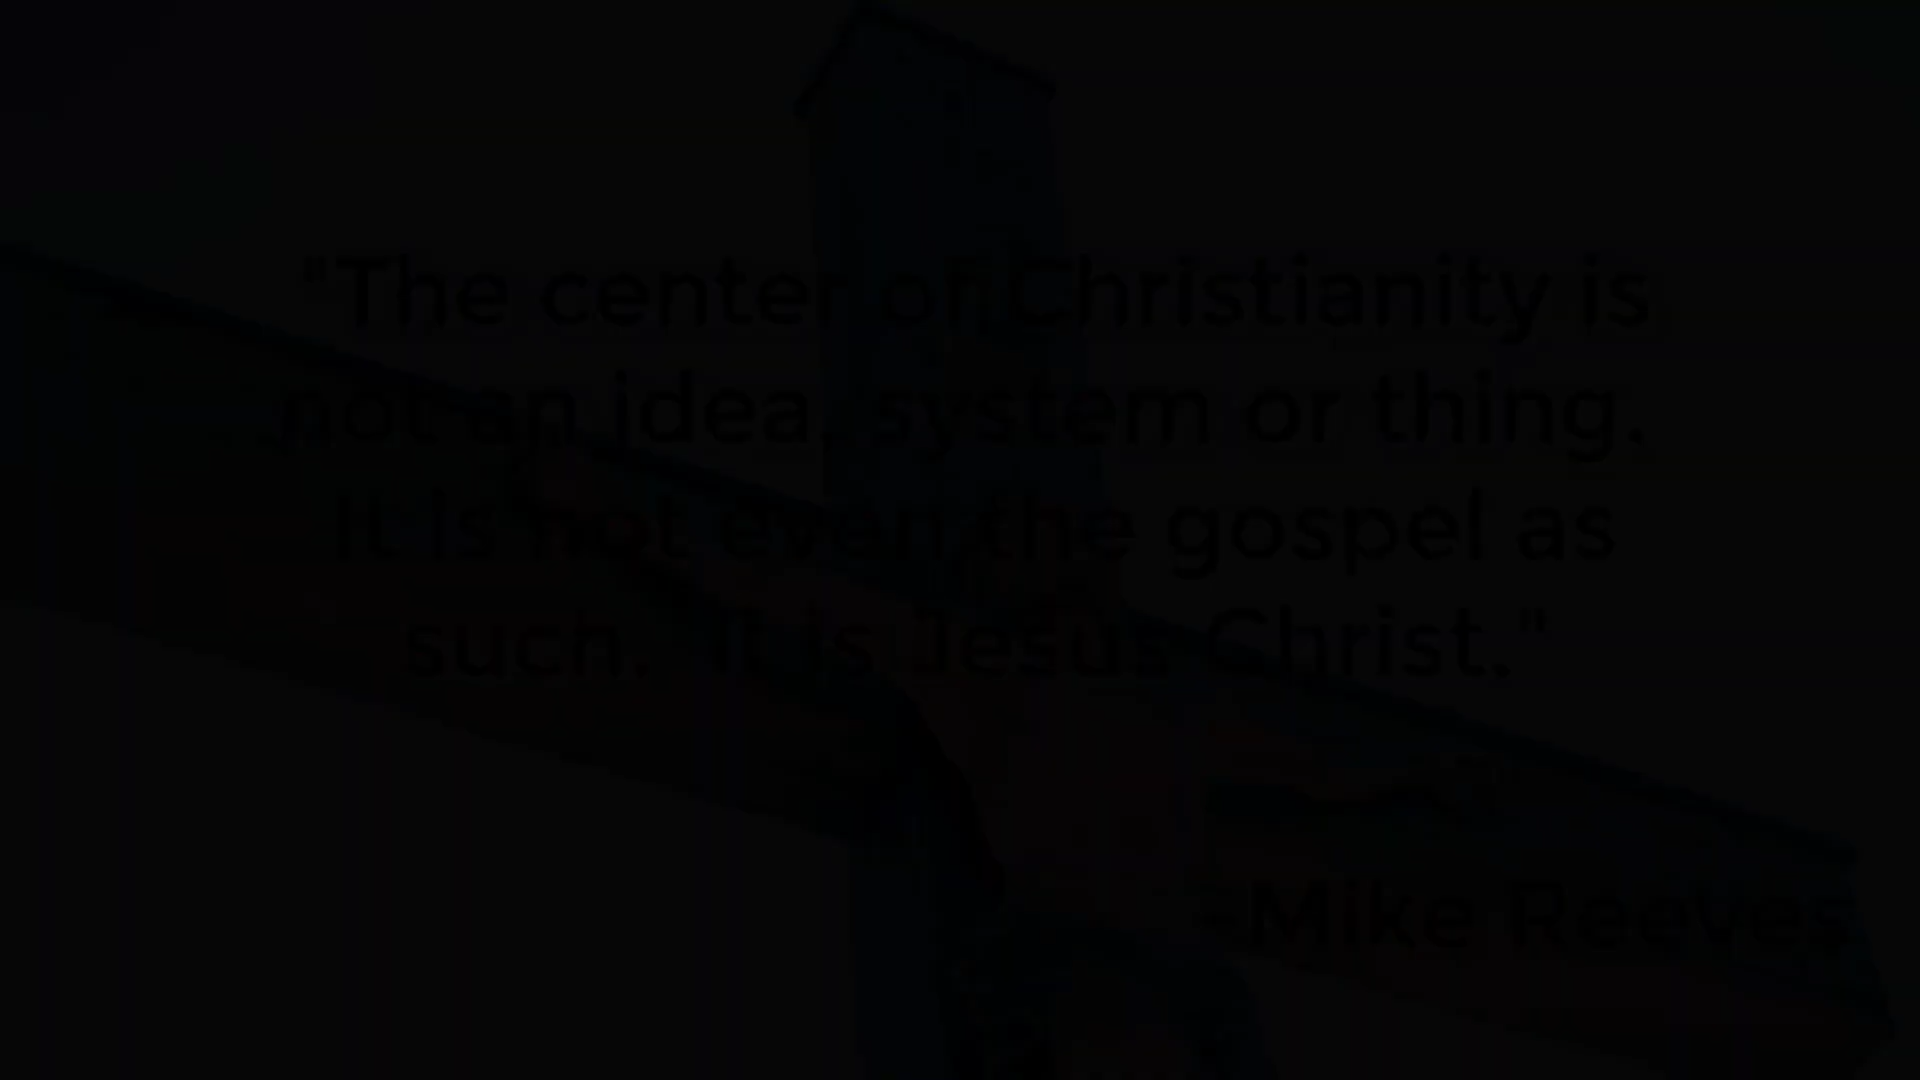 "The center of Christianity is
not an idea, system or thing.
It is not even the gospel as
such. It is Jesus Christ."
-Mike Reeves